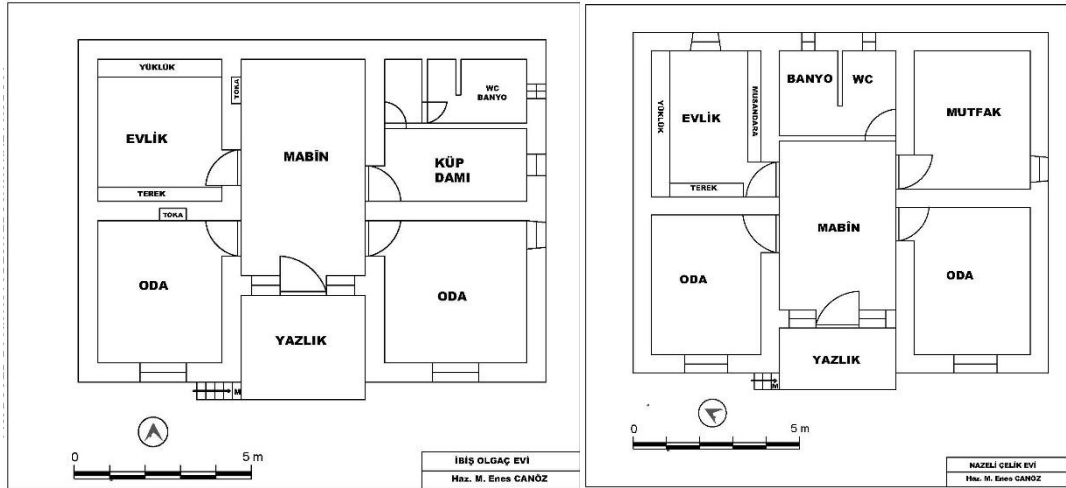 YÜKLÜK
TOKA
EVLİK
TEREK
TOKA
MABİN
WC
BANYO
KÜP
DAMI
ODA
ODA
YAZLIK
M
0
5 m
İBİŞ OLGAÇ EVİ
Haz. M. Enes CANÖZ
YÜKLÜK
EVLİK
MUSANDARA
TEREK
BANYO
WC
MUTFAK
MABİN
ODA
ODA
YAZLIK
M
0
5 m
NAZELİ ÇELİK EVİ
Haz. M. Enes CANÖZ